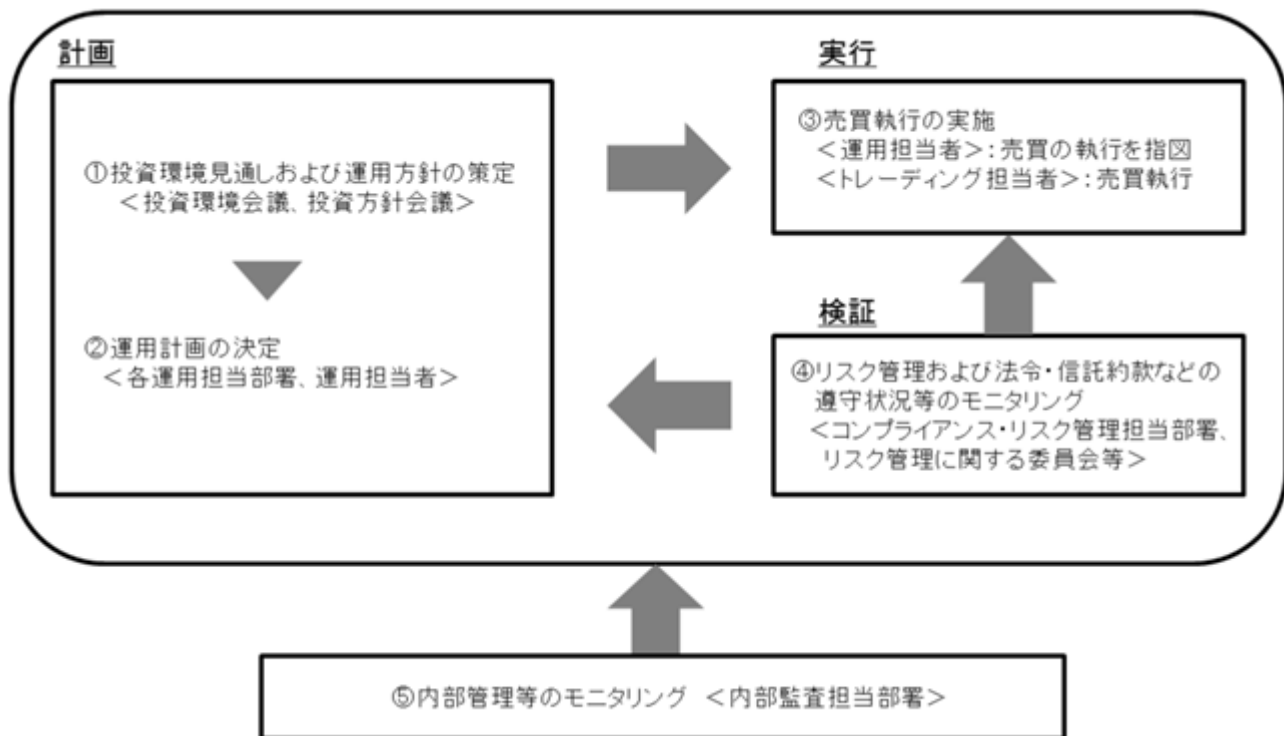 計画
①投資環境見通しおよび運用方針の策定
＜投資環境会議、投資方針会議＞
②運用計画の決定
＜各運用担当部署、運用担当者＞
実行
③売買執行の実施
＜運用担当者＞：売買の執行を指図
＜トレーディング担当者＞：売買執行
検証
④リスク管理および法令・信託約款などの
遵守状況等のモニタリング
＜コンプライアンス・リスク管理担当部署、
リスク管理に関する委員会等＞
⑤内部管理等のモニタリング ＜内部監査担当部署＞